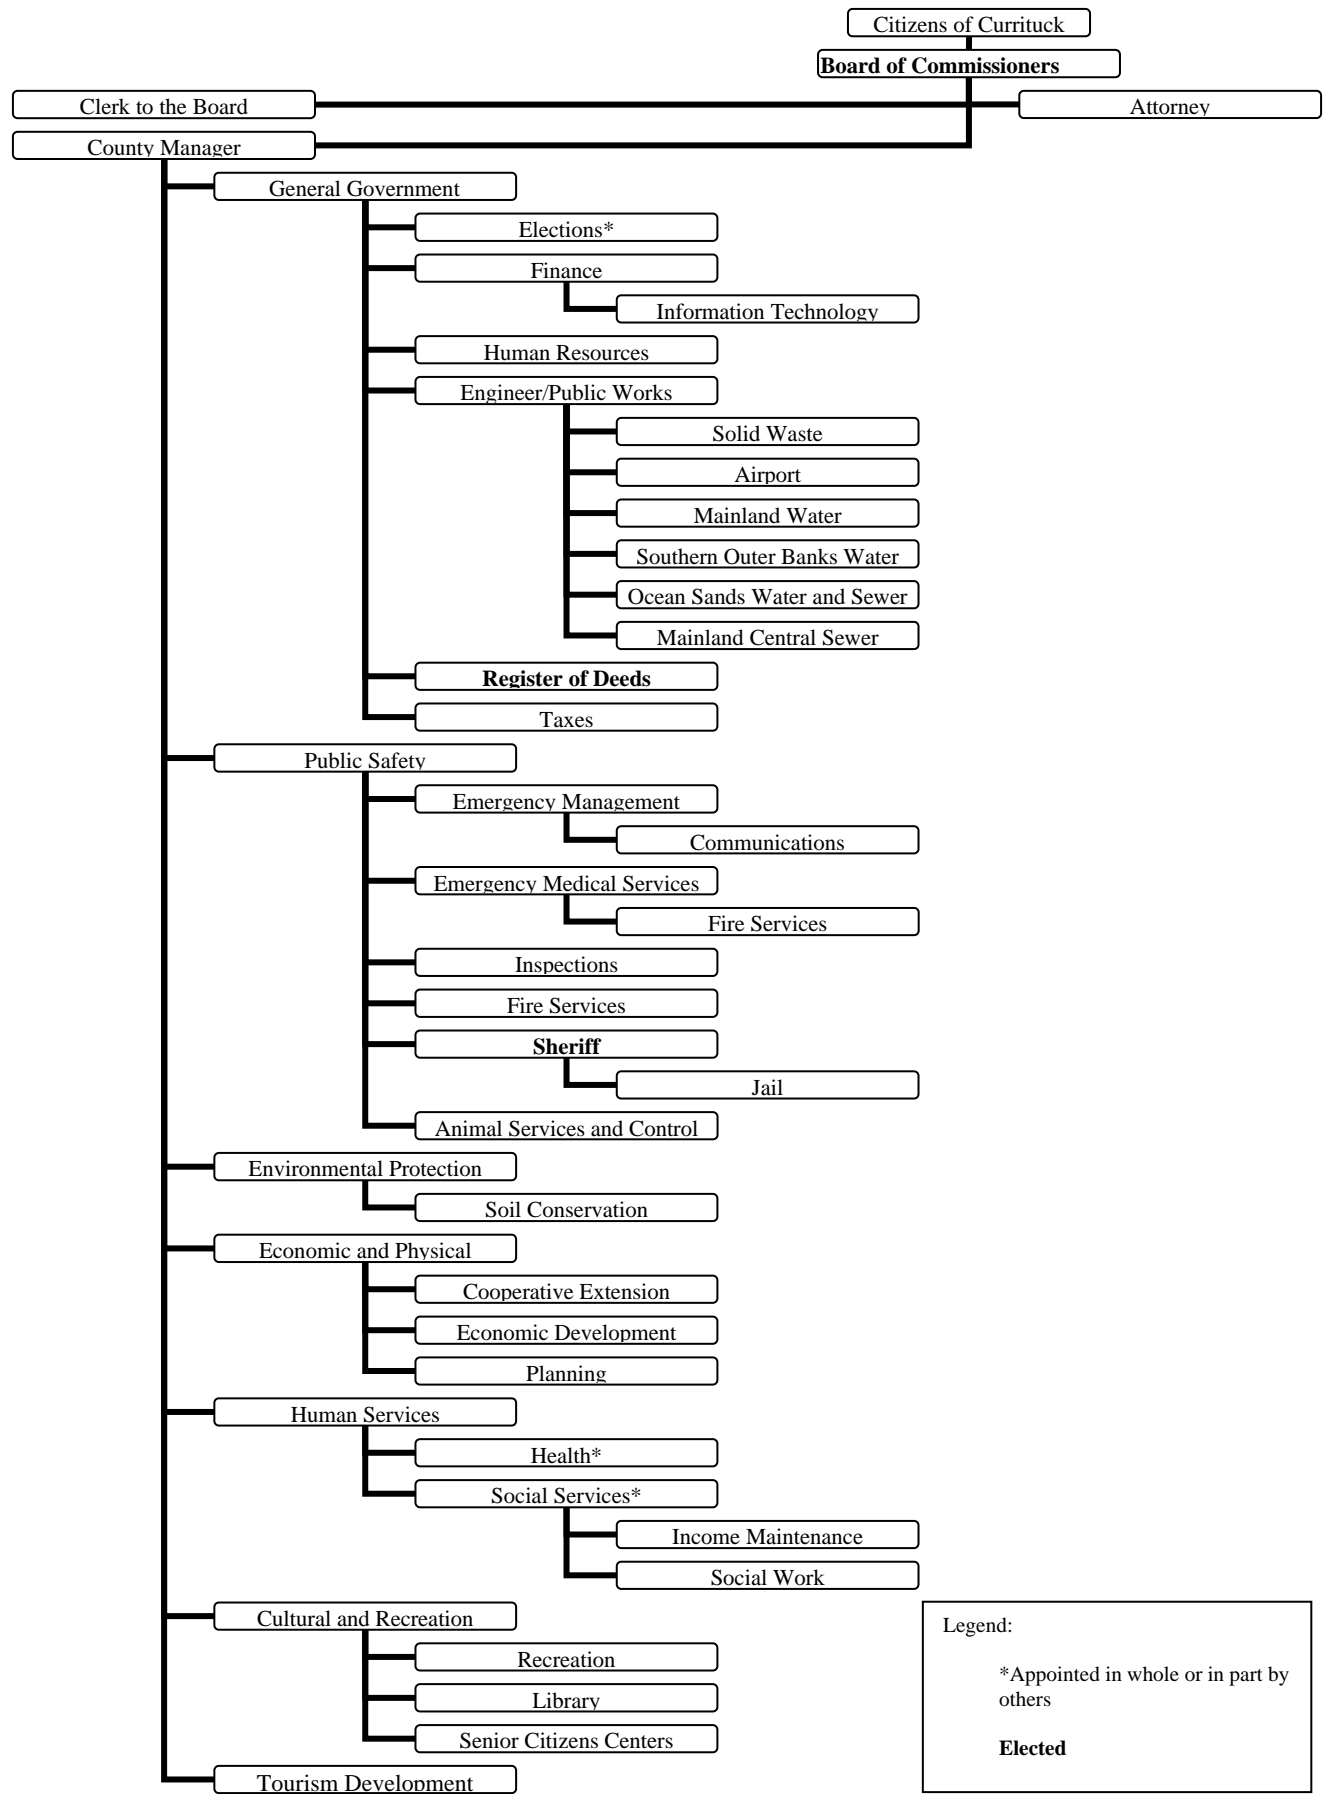 Citizens of Currituck
Board of Commissioners
Clerk to the Board
Attorney
County Manager
General Government
Elections*
Finance
Information Technology
Human Resources
Engineer/Public Works
Solid Waste
Airport
Mainland Water
Southern Outer Banks Water
Ocean Sands Water and Sewer
Mainland Central Sewer
Register of Deeds
Taxes
Public Safety
Emergency Management
Communications
Emergency Medical Services
Fire Services
Inspections
Fire Services
Sheriff
Jail
Animal Services and Control
Environmental Protection
Soil Conservation
Economic and Physical
Cooperative Extension
Economic Development
Planning
Human Services
Health*
Social Services*
Income Maintenance
Social Work
Cultural and Recreation
Recreation
Library
Senior Citizens Centers
Tourism Development
Legend:
*Appointed in whole or in part by
others
Elected